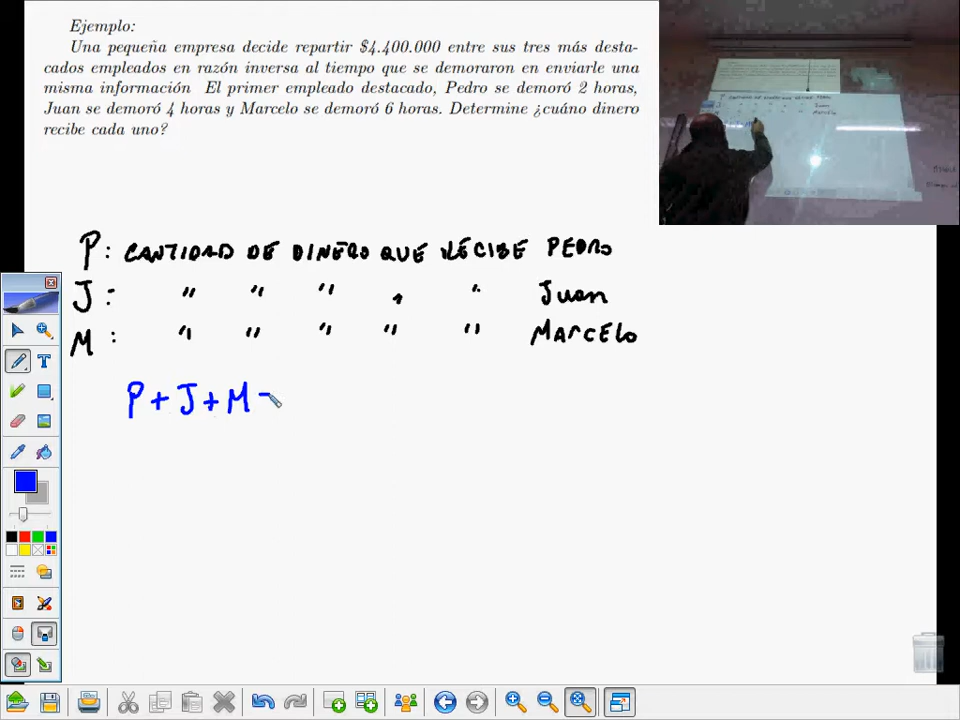 Ejemplo:
Una pequeña empresa decide repartir $4.400.000 entre sus tres más desta-
cados empleados en razón inversa al tiempo que se demoraron en enviarle una
misma información El primer empleado destacado, Pedro se demoró 2 horas,
Juan se demoró 4 horas y Marcelo se demoró 6 horas. Determine ¿cuáno dinero
recibe cada uno?
P: CANTIDAD DE DINERO QUE RECIBE PEDRO
J: " " " " " Juan
M: " " " " " MARCELO
P+J+M=